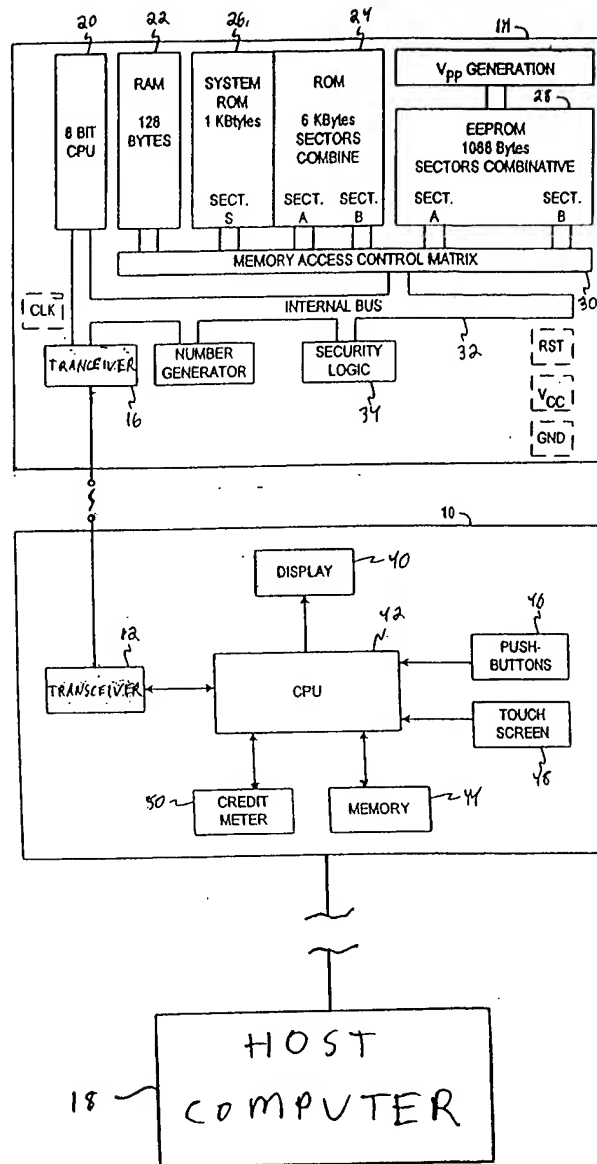 20 22 26, 24 14
RAM
128
BYTES
8 BIT
CPU
SYSTEM
ROM
1 KBtyles
SECT.
S
ROM
6 KBytes
SECTORS
COMBINE
SECT.
A
SECT.
B
VPP GENERATION
28
EEPROM
1088 Bytes
SECTORS COMBINATIVE
SECT.
A
SECT.
B
MEMORY ACCESS CONTROL MATRIX
30
CLK
INTERNAL BUS
32
TRANCEIVER
16
NUMBER
GENERATOR
SECURITY
LOGIC
34
RST
VCC
GND
10
DISPLAY
40
12
42
46
TRANSCEIVER
CPU
PUSH-
BUTTONS
TOUCH
SCREEN
48
50
CREDIT
METER
MEMORY
44
HOST
COMPUTER
18